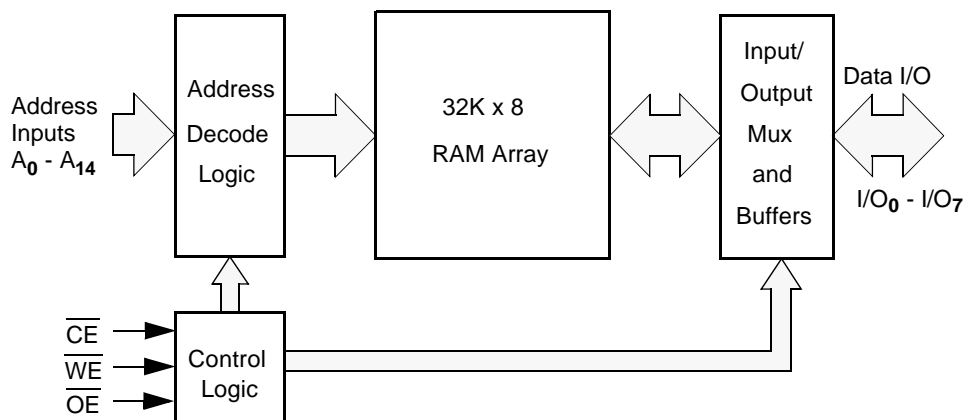 Address
Inputs
A0 - A14
Address
Decode
Logic
32K x 8
RAM Array
Input/
Output
Mux
and
Buffers
Data I/O
I/O0 - I/O7
CE
WE
OE
Control
Logic